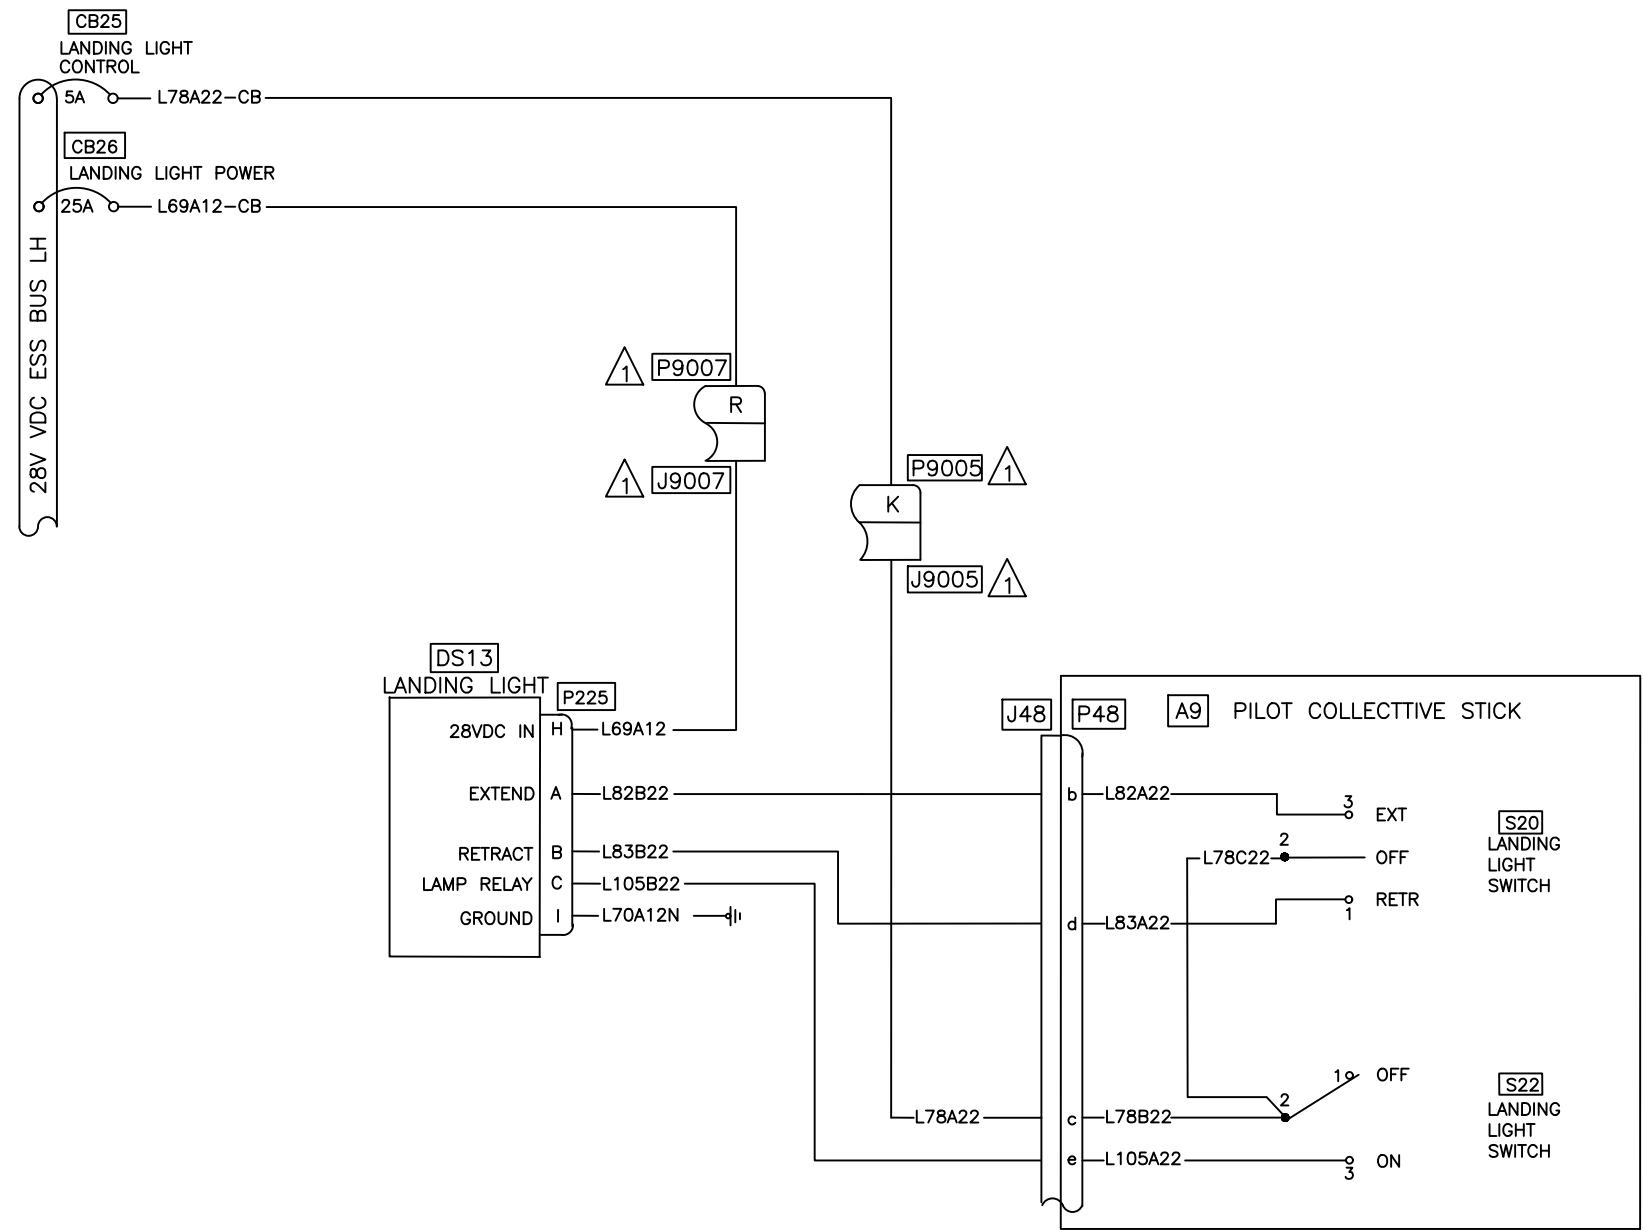 CB25
LANDING LIGHT
CONTROL
5A
L78A22-CB
CB26
LANDING LIGHT POWER
25A
L69A12-CB
28V VDC ESS BUS LH
1
P9007
R
1
J9007
P9005
1
K
J9005
1
DS13
LANDING LIGHT
P225
28VDC IN H L69A12
EXTEND A L82B22
RETRACT B L83B22
LAMP RELAY C L105B22
GROUND I L70A12N
J48
P48
A9 PILOT COLLECTTIVE STICK
b L82A22
3
EXT
2
L78C22
OFF
RETR
1
d L83A22
S20
LANDING
LIGHT
SWITCH
1
OFF
2
L78A22
c L78B22
e L105A22
3
ON
S22
LANDING
LIGHT
SWITCH